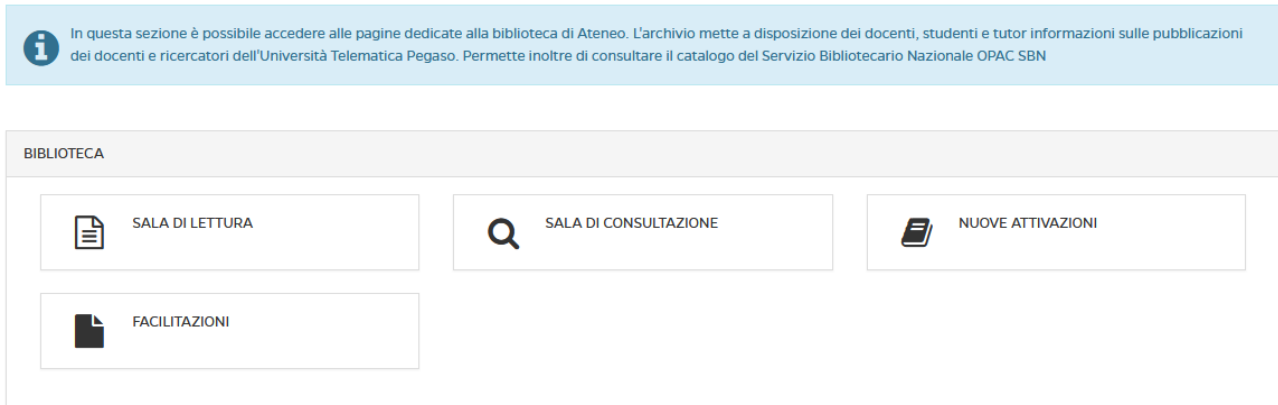 In questa sezione è possibile accedere alle pagine dedicate alla biblioteca di Ateneo. L'archivio mette a disposizione dei docenti, studenti e tutor informazioni sulle pubblicazioni
dei docenti e ricercatori dell'Università Telematica Pegaso. Permette inoltre di consultare il catalogo del Servizio Bibliotecario Nazionale OPAC SBN
BIBLIOTECA
SALA DI LETTURA
SALA DI CONSULTAZIONE
NUOVE ATTIVAZIONI
FACILITAZIONI